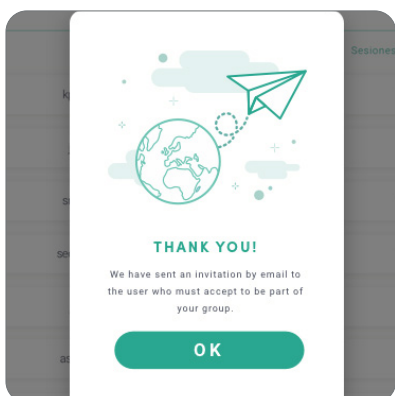 Sesiones
THANK YOU!
We have sent an invitation by email to
the user who must accept to be part of
your group.
OK